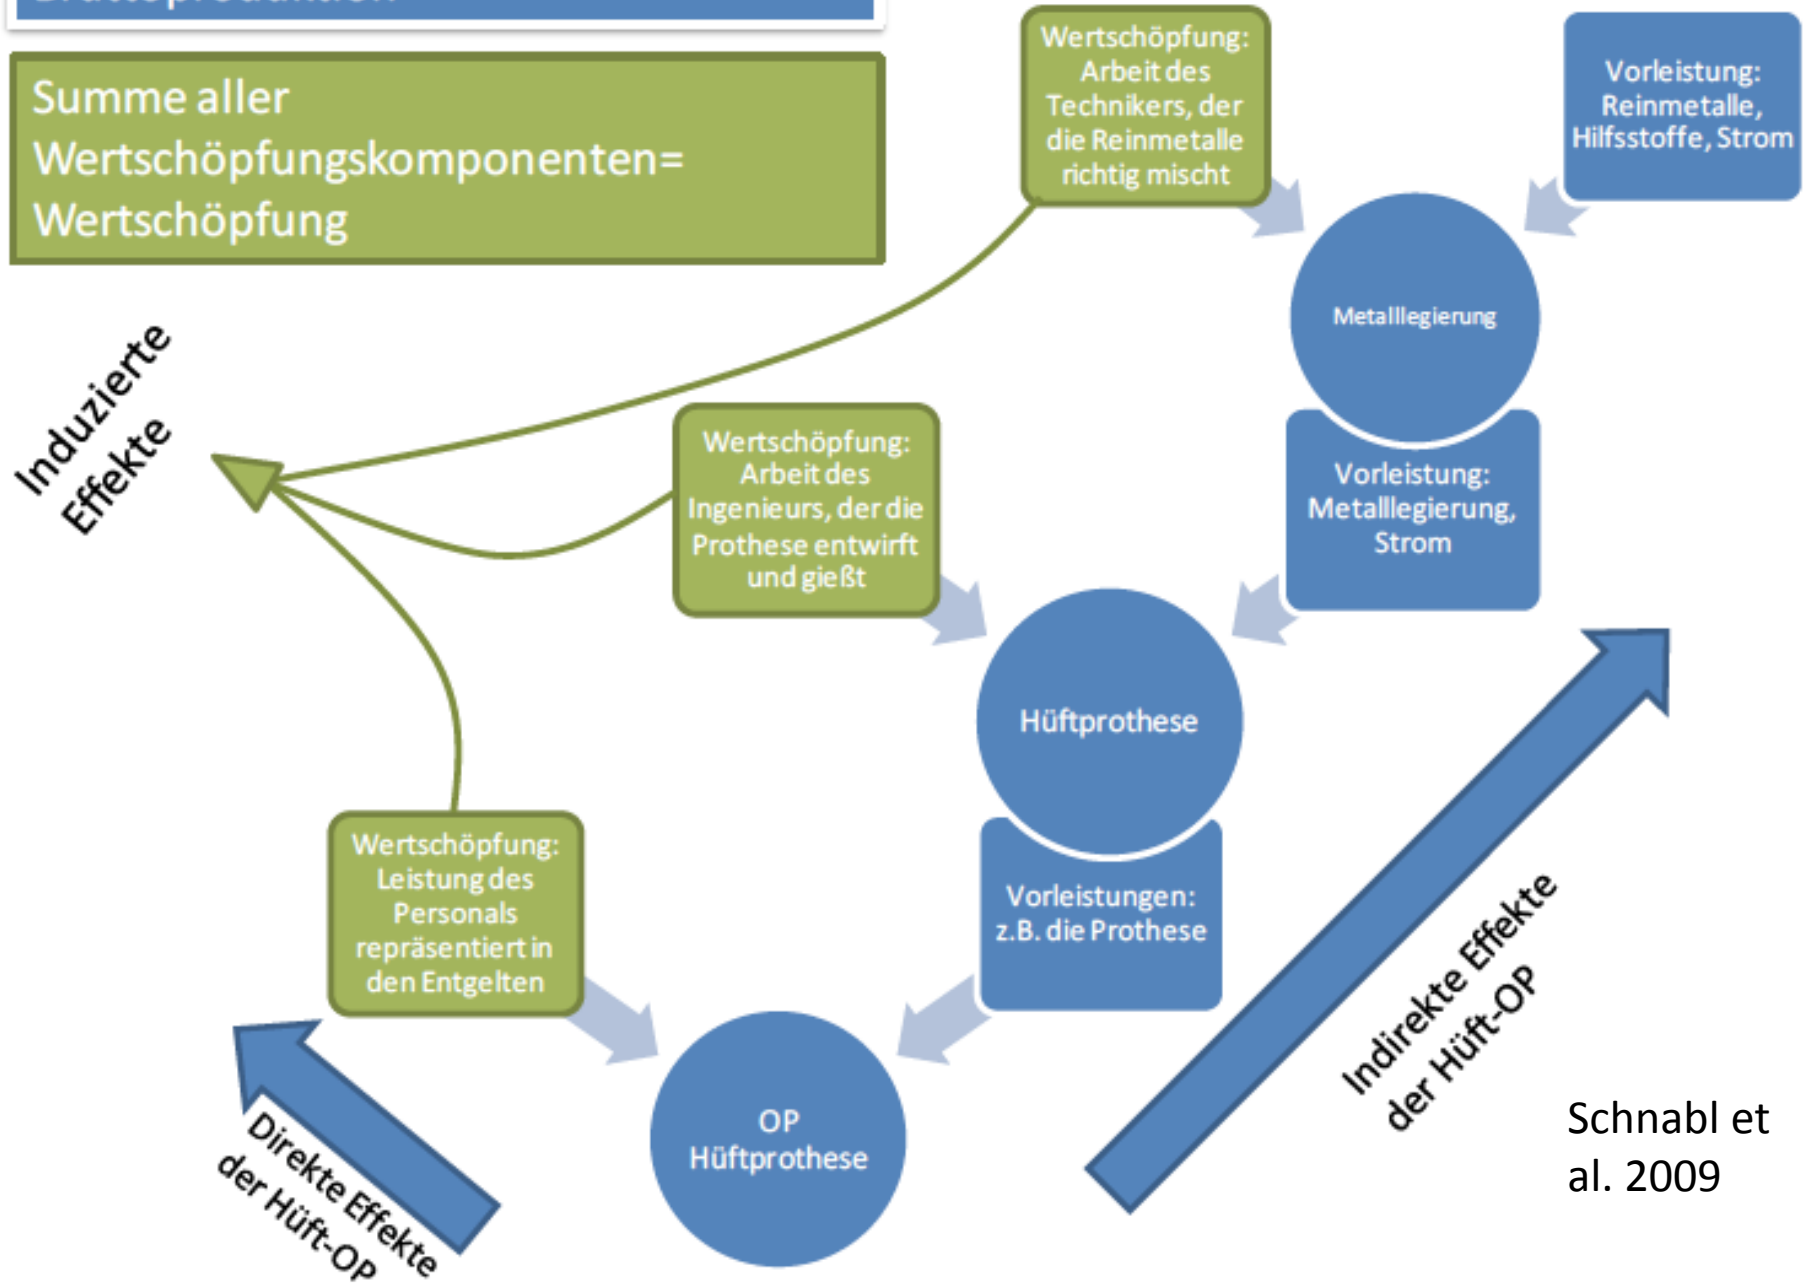 Bruttoproduktion
Summe aller
Wertschöpfungskomponenten=
Wertschöpfung
Wertschöpfung:
Arbeit des
Technikers, der
die Reinmetalle
richtig mischt
Vorleistung:
Reinmetalle,
Hilfsstoffe, Strom
Metalllegierung
Induzierte
Effekte
Wertschöpfung:
Arbeit des
Ingenieurs, der die
Prothese entwirft
und gießt
Vorleistung:
Metalllegierung,
Strom
Hüftprothese
Wertschöpfung:
Leistung des
Personals
repräsentiert in
den Entgelten
Vorleistungen:
z.B. die Prothese
Indirekte Effekte
der Hüft-OP
OP
Hüftprothese
Direkte Effekte
der Hüft-OP
Schnabl et
al. 2009